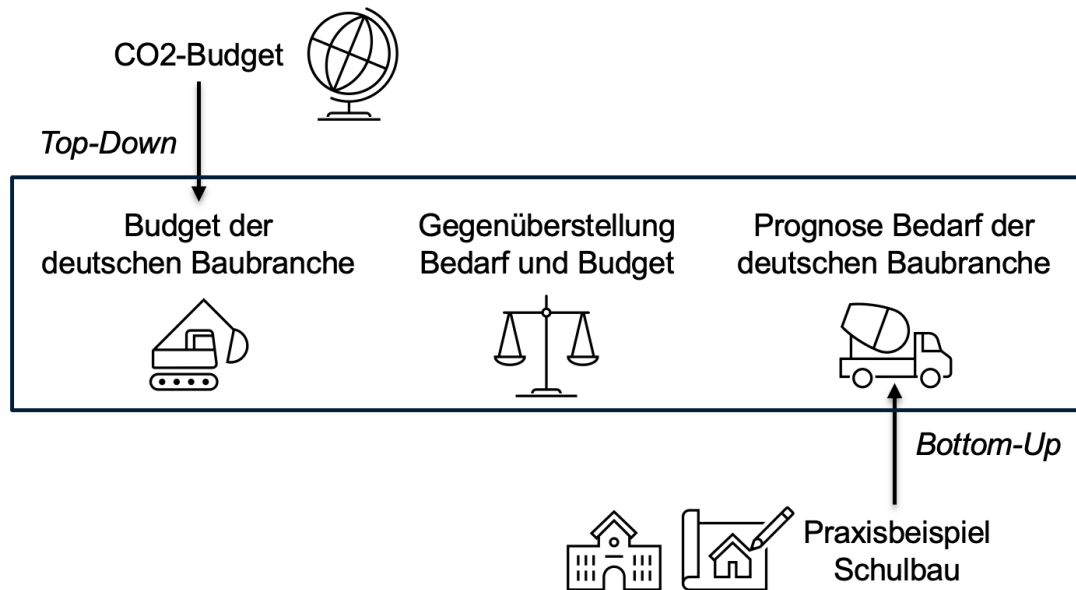 CO2-Budget
Top-Down
Budget der
deutschen Baubranche
Gegenüberstellung
Bedarf und Budget
Prognose Bedarf der
deutschen Baubranche
Bottom-Up
Praxisbeispiel
Schulbau